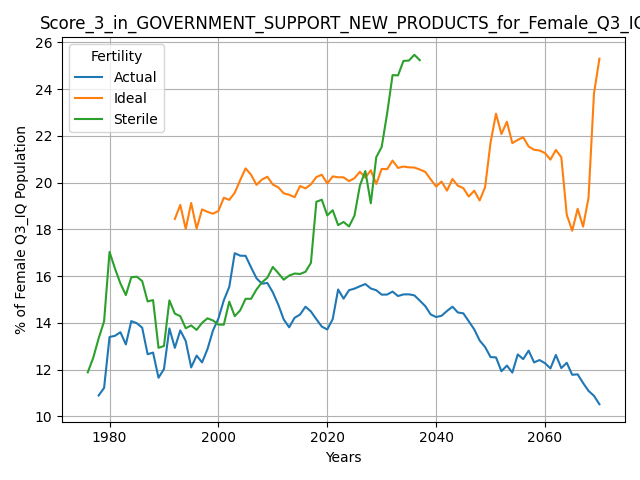 Score_3_in_GOVERNMENT_SUPPORT_NEW_PRODUCTS_for_Female_Q3_IQ
Fertility
Actual
Ideal
Sterile
% of Female Q3_IQ Population
26
24
22
20
18
16
14
12
10
1980
2000
2020
2040
2060
Years